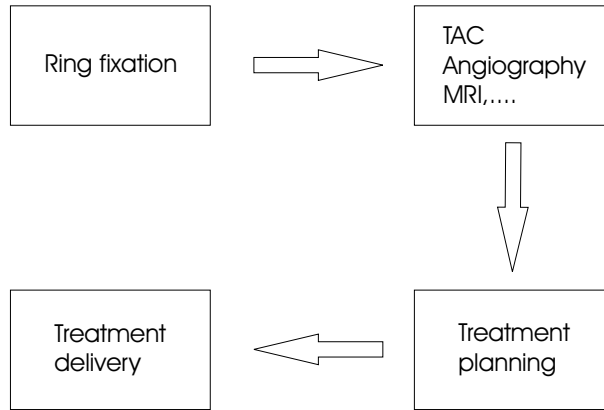 Ring fixation
TAC
Angiography
MRI,....
Treatment
planning
Treatment
delivery